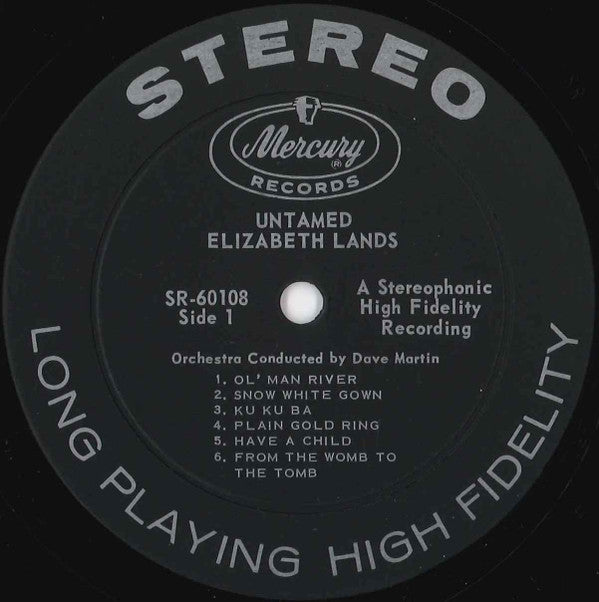 STEREO
Mercury
(R)
RECORDS
UNTAMED
ELIZABETH LANDS
SR-60108
Side 1
A Stereophonic
High Fidelity
Recording
Orchestra Conducted by Dave Martin
1. OL' MAN RIVER
2. SNOW WHITE GOWN
3. KU KU BA
4. PLAIN GOLD RING
5. HAVE A CHILD
6. FROM THE WOMB TO
THE TOMB
LONG PLAYING HIGH FIDELITY